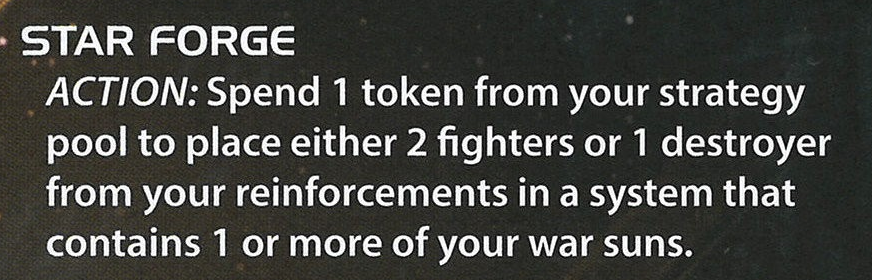 STAR FORGE
ACTION: Spend 1 token from your strategy
pool to place either 2 fighters or 1 destroyer
from your reinforcements in a system that
contains 1 or more of your war suns.